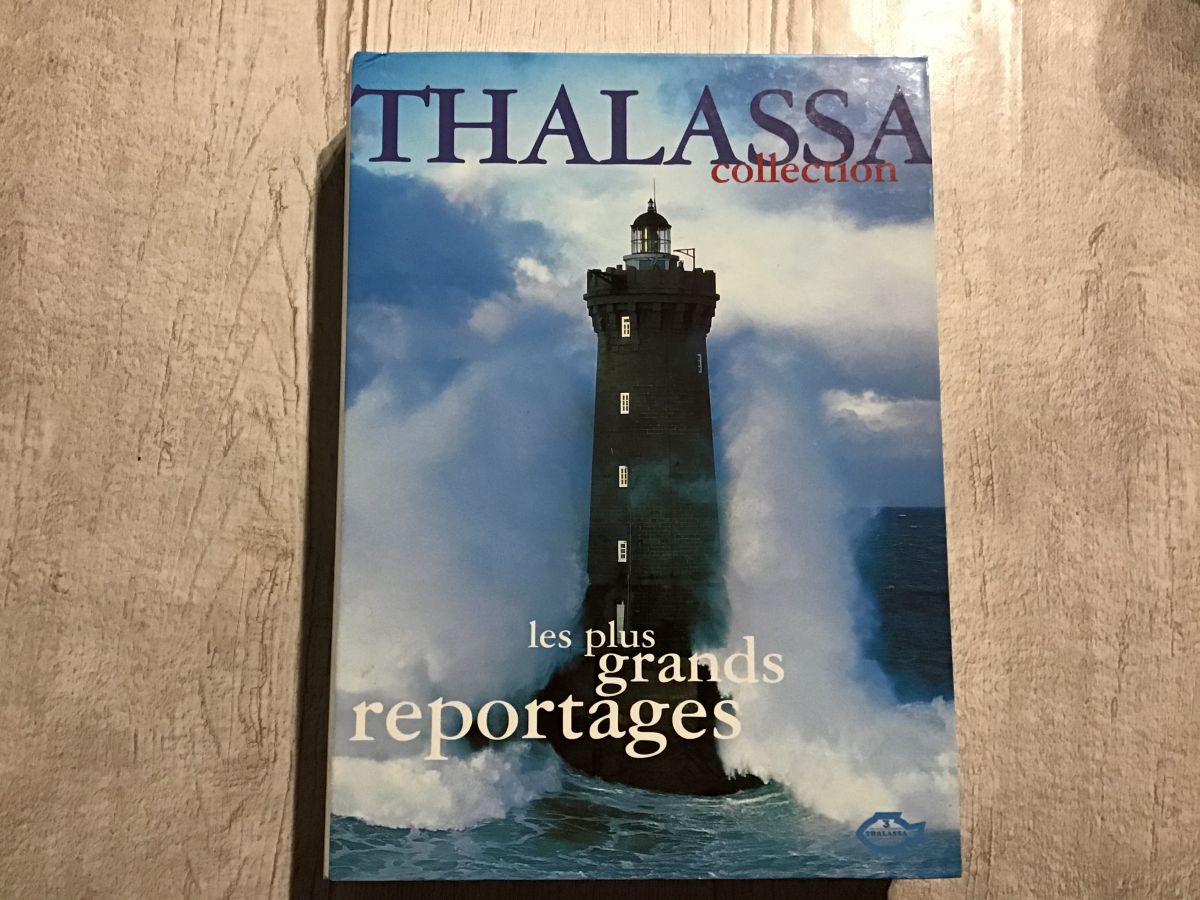 THALASSA
collection
les plus
grands
reportages
3
THALASSA